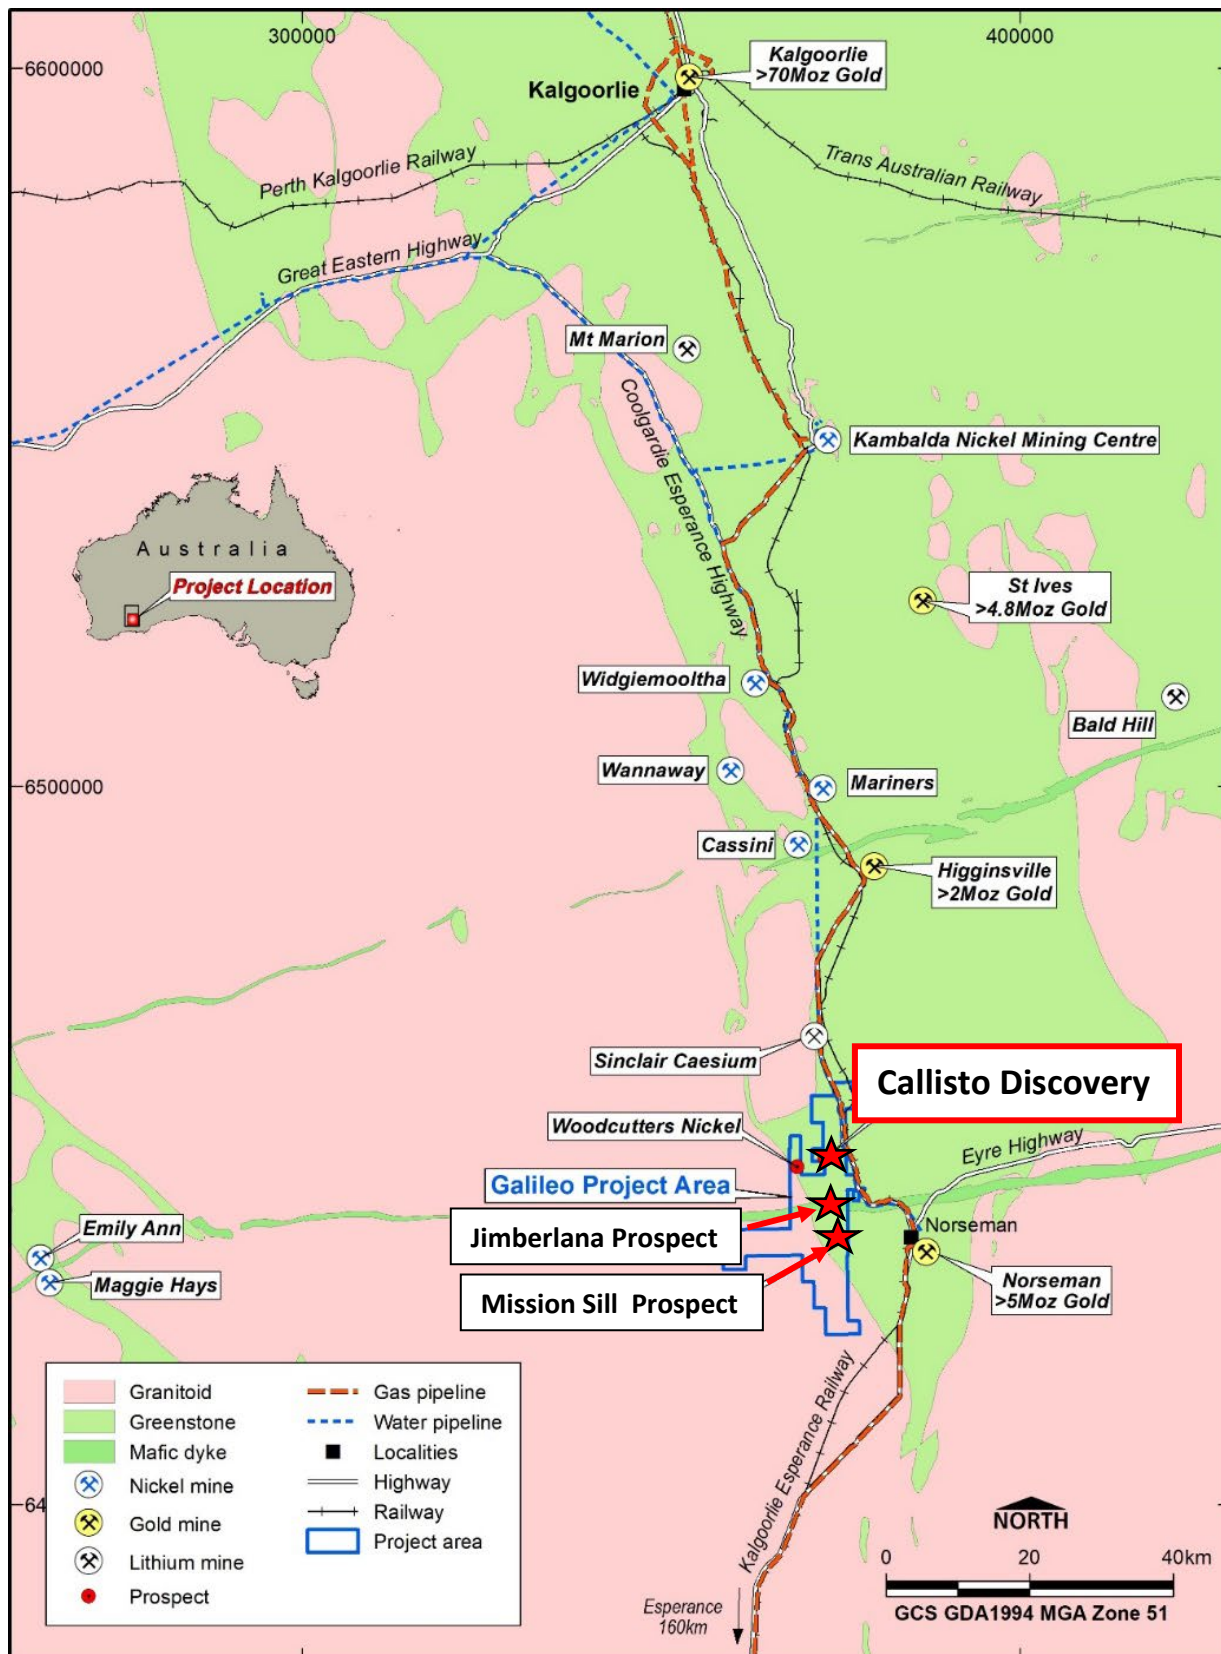 300000
400000
6600000
Kalgoorlie
>70Moz Gold
Kalgoorlie
Perth Kalgoorlie Railway
Trans Australian Railway
Great Eastern Highway
Mt Marion
Coolgardie Esperance Highway
Kambalda Nickel Mining Centre
Australia
Project Location
St Ives
>4.8Moz Gold
Widgiemooltha
Bald Hill
Wannaway
6500000
Mariners
Cassini
Higginsville
>2Moz Gold
Sinclair Caesium
Callisto Discovery
Woodcutters Nickel
Eyre Highway
Galileo Project Area
Emily Ann
Jimberlana Prospect
Norseman
Maggie Hays
Mission Sill Prospect
Norseman
>5Moz Gold
Granitoid
Greenstone
Mafic dyke
Nickel mine
Gold mine
Lithium mine
Prospect
Gas pipeline
Water pipeline
Localities
Highway
Railway
Project area
64
Kalgoorlie Esperance Railway
NORTH
0 20 40km
GCS GDA1994 MGA Zone 51
Esperance
160km